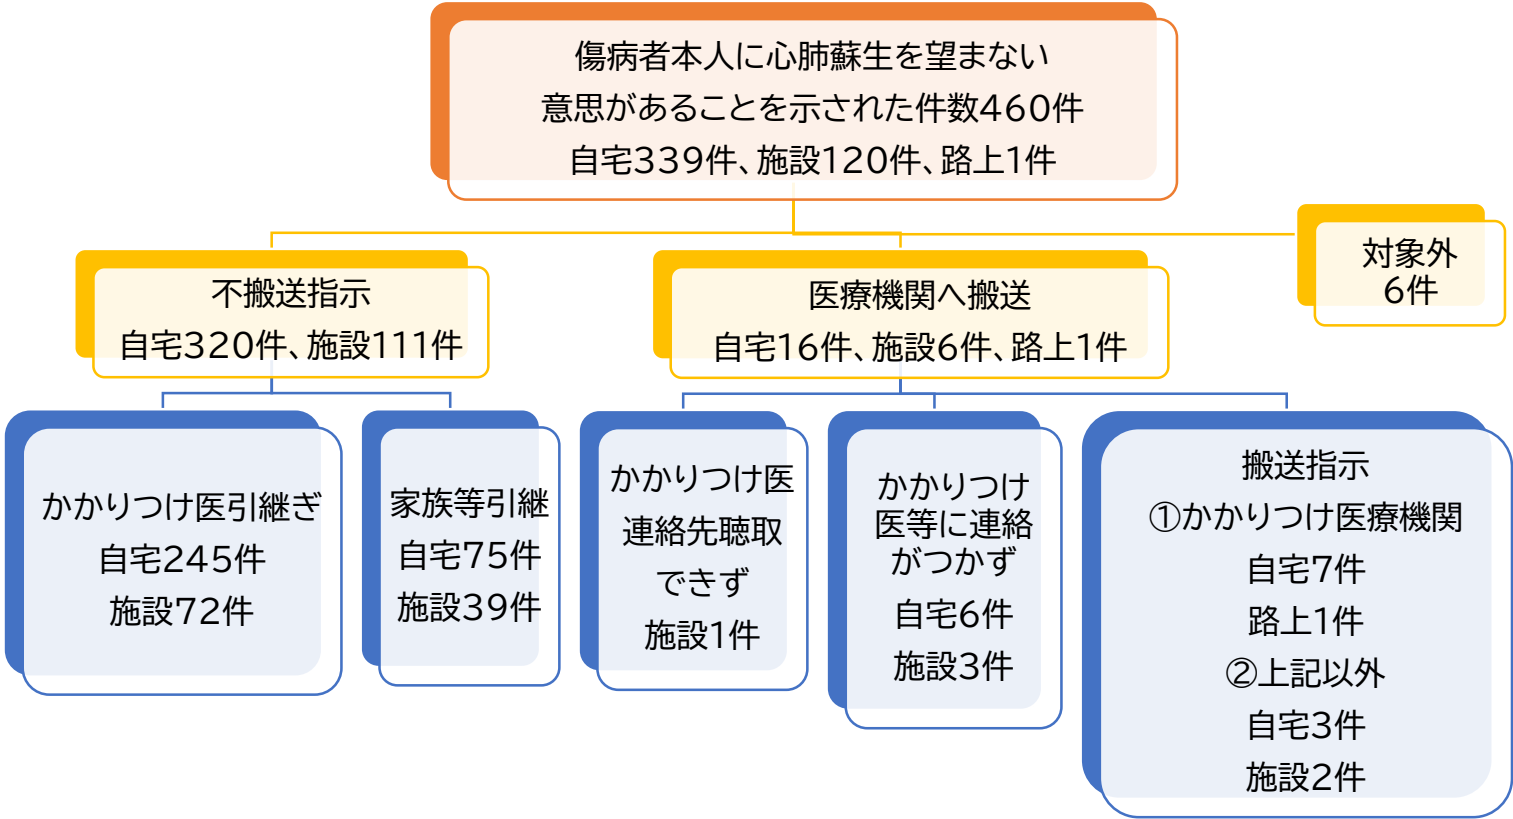 傷病者本人に心肺蘇生を望まない
意思があることを示された件数460件
自宅339件、施設120件、路上1件
対象外
6件
不搬送指示
自宅320件、施設111件
医療機関へ搬送
自宅16件、施設6件、路上1件
かかりつけ医引継ぎ
自宅245件
施設72件
家族等引継
自宅75件
施設39件
かかりつけ医
連絡先聴取
できず
施設1件
かかりつけ
医等に連絡
がつかず
自宅6件
施設3件
搬送指示
①かかりつけ医療機関
自宅7件
路上1件
②上記以外
自宅3件
施設2件